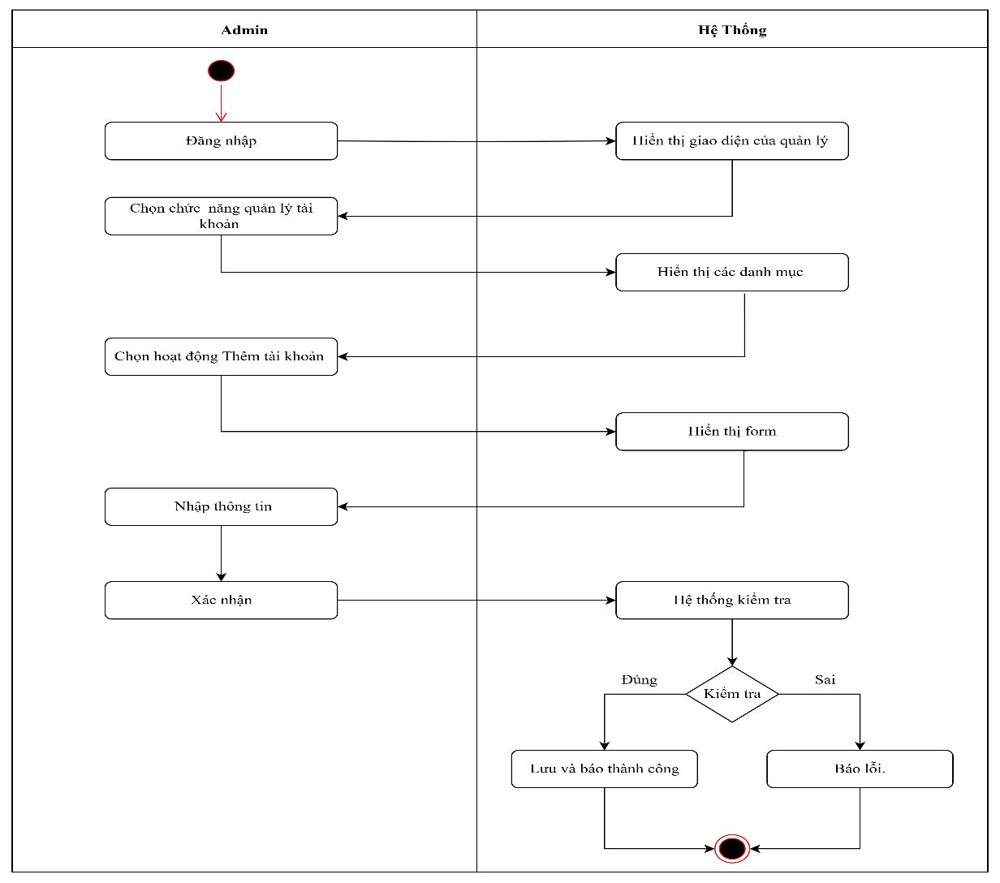 Admin
Hệ Thống
Đăng nhập
Hiển thị giao diện của quản lý
Chọn chức năng quản lý tài
khoản
Hiển thị các danh mục
Chọn hoạt động Thêm tài khoản
Hiển thị form
Nhập thông tin
Xác nhận
Hệ thống kiểm tra
Đúng
Sai
Kiểm tra
Lưu và báo thành công
Báo lỗi.